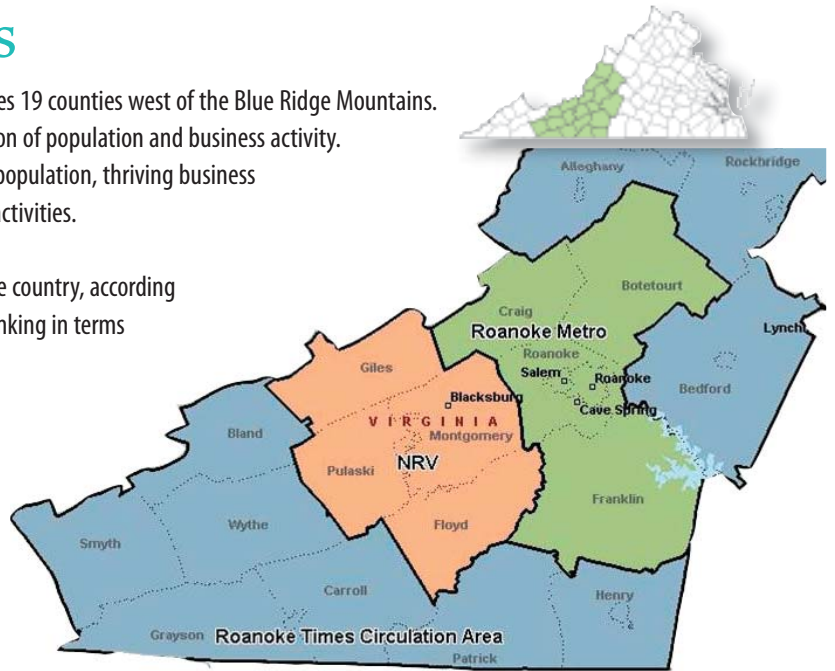 s
es 19 counties west of the Blue Ridge Mountains.
on of population and business activity.
population, thriving business
activities.
e country, according
nking in terms
Alleghany
Rockbridge
Botetourt
Craig
Roanoke Metro
Roanoke
Lynch
Salem
Roanoke
Bedford
Giles
Blacksburg
Cave Spring
VIRGINIA
Bland
Montgomery
NRV
Pulaski
Franklin
Wythe
Floyd
Smyth
Carroll
Henry
Grayson
Roanoke Times Circulation Area
Patrick